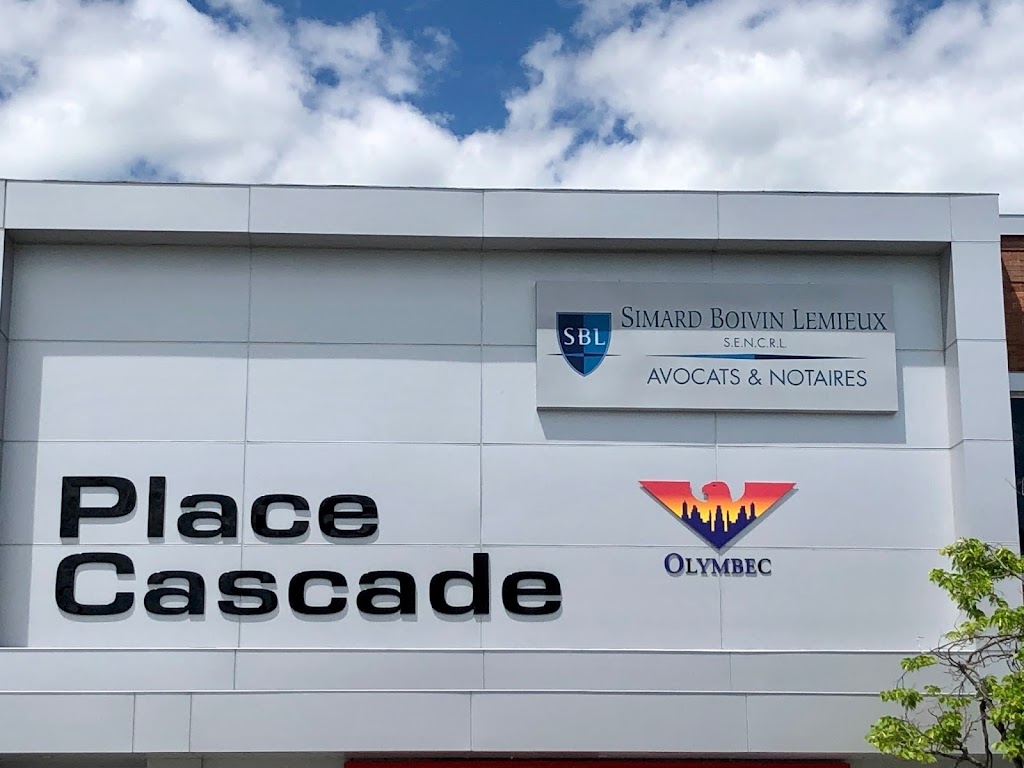 SBL
SIMARD BOIVIN LEMIEUX
S.E.N.C.R.L.
AVOCATS & NOTAIRES
Place
Cascade
OLYMBEC